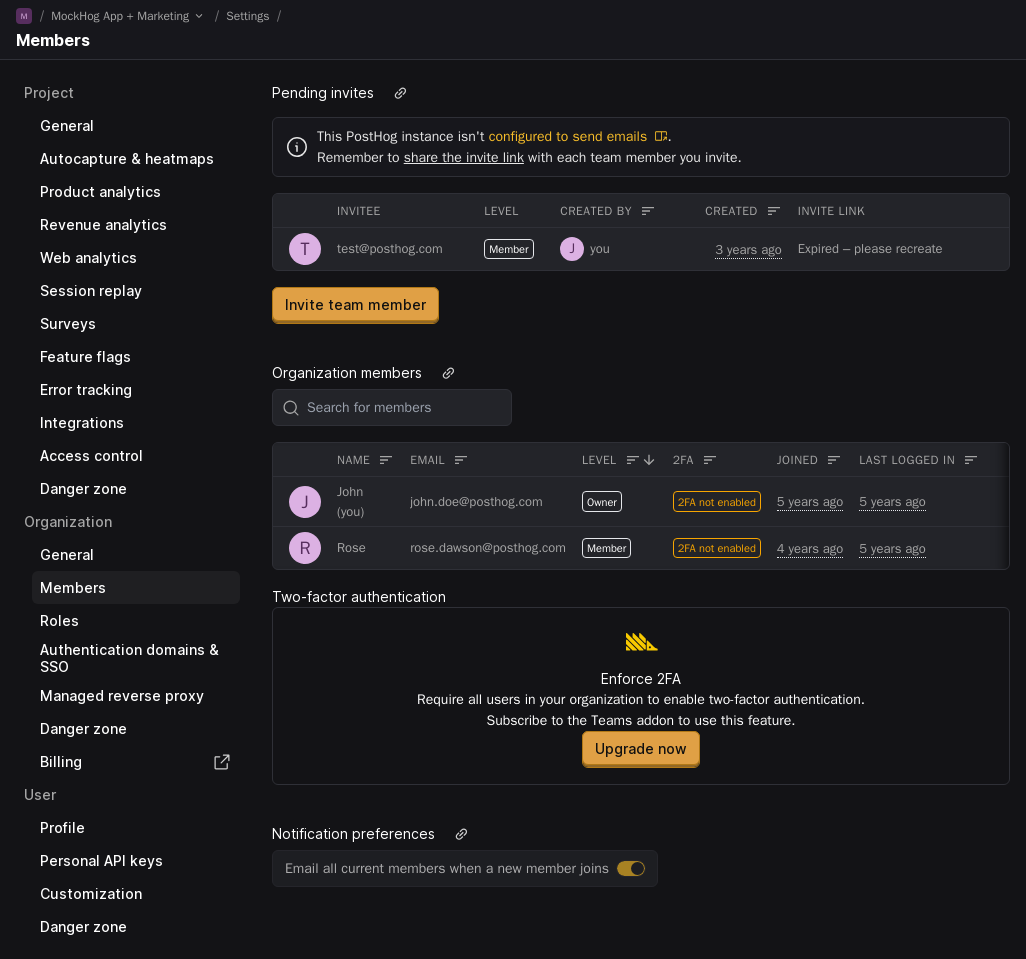 M / MockHog App + Marketing / Settings /
Members
Project
General
Autocapture & heatmaps
Product analytics
Revenue analytics
Web analytics
Session replay
Surveys
Feature flags
Error tracking
Integrations
Access control
Danger zone
Organization
General
Members
Roles
Authentication domains &
SSO
Managed reverse proxy
Danger zone
Billing
User
Profile
Personal API keys
Customization
Danger zone
Pending invites
This PostHog instance isn't configured to send emails.
Remember to share the invite link with each team member you invite.
INVITEE LEVEL CREATED BY CREATED INVITE LINK
T test@posthog.com Member J you 3 years ago Expired – please recreate
Invite team member
Organization members
Search for members
NAME EMAIL LEVEL 2FA JOINED LAST LOGGED IN
J John (you) john.doe@posthog.com Owner 2FA not enabled 5 years ago 5 years ago
R Rose rose.dawson@posthog.com Member 2FA not enabled 4 years ago 5 years ago
Two-factor authentication
Enforce 2FA
Require all users in your organization to enable two-factor authentication.
Subscribe to the Teams addon to use this feature.
Upgrade now
Notification preferences
Email all current members when a new member joins